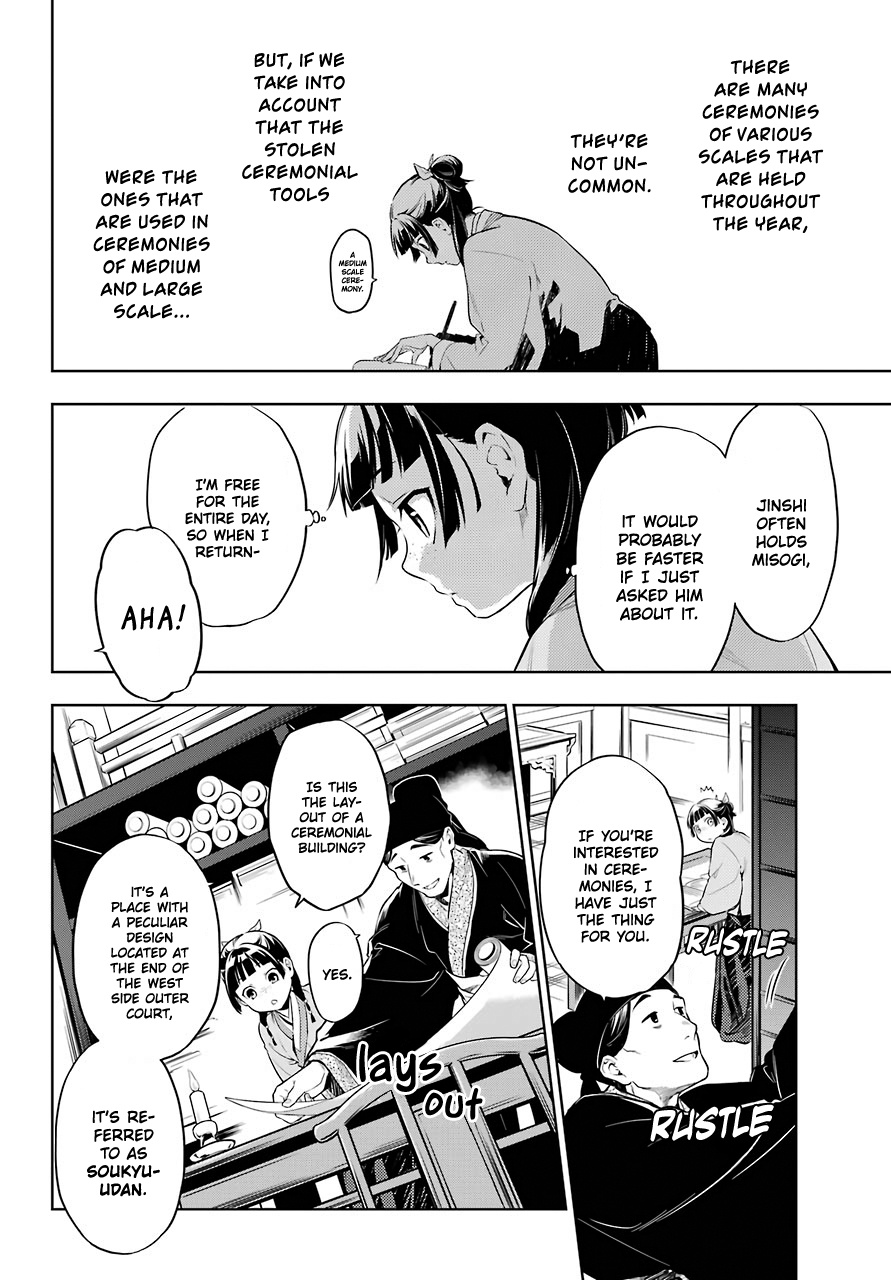 THERE
ARE MANY
CEREMONIES
OF VARIOUS
SCALES THAT
ARE HELD
THROUGHOUT
THE YEAR,
THEY'RE
NOT UN-
COMMON.
BUT, IF WE
TAKE INTO
ACCOUNT
THAT THE
STOLEN
CEREMONIAL
TOOLS
WERE THE
ONES THAT
ARE USED IN
CEREMONIES
OF MEDIUM
AND LARGE
SCALE...
A
MEDIUM
SCALE
CERE-
MONY.
JINSHI
OFTEN
HOLDS
MISOGI,
IT WOULD
PROBABLY
BE FASTER
IF I JUST
ASKED HIM
ABOUT IT.
I'M FREE
FOR THE
ENTIRE DAY,
SO WHEN I
RETURN-
AHA!
IF YOU'RE
INTERESTED
IN CERE-
MONIES, I
HAVE JUST
THE THING
FOR YOU.
RUSTLE
RUSTLE
IS THIS
THE LAY-
OUT OF A
CEREMONIAL
BUILDING?
YES.
lays
out
IT'S A
PLACE WITH
A PECULIAR
DESIGN
LOCATED AT
THE END OF
THE WEST
SIDE OUTER
COURT,
IT'S RE-
FERRED
TO AS
SOUKYU-
UDAN.